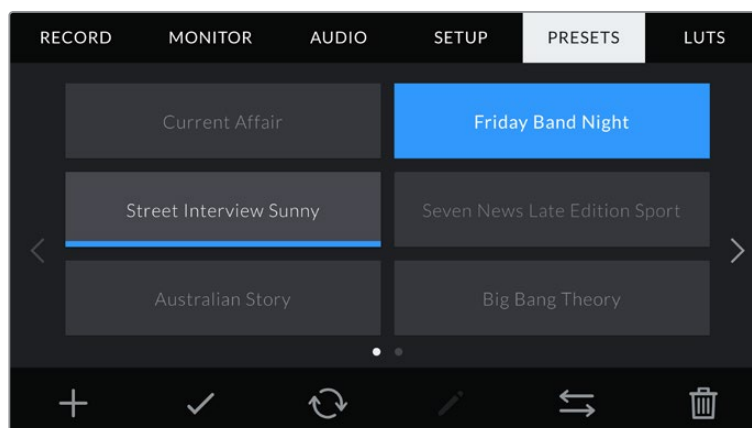 RECORD MONITOR AUDIO SETUP PRESETS LUTS
Current Affair Friday Band Night
Street Interview Sunny Seven News Late Edition Sport
Australian Story Big Bang Theory